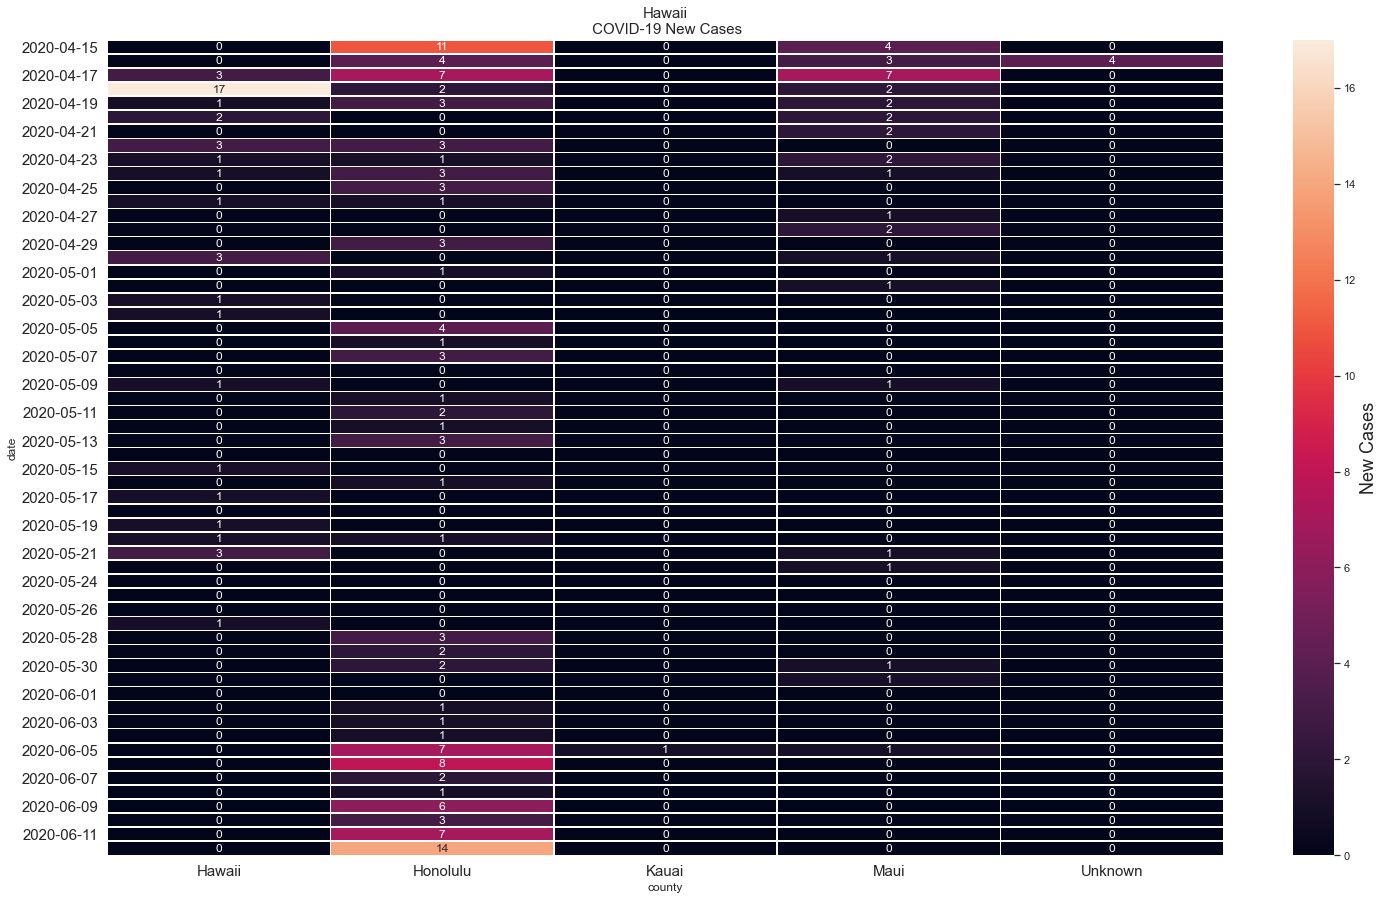 Hawaii
COVID-19 New Cases
2020-04-15 0 11 0 4 0
0 4 0 3 4
2020-04-17 3 7 0 7 0
17 2 0 2 0
2020-04-19 1 3 0 2 0
2 0 0 2 0
2020-04-21 0 0 0 2 0
3 3 0 0 0
2020-04-23 1 1 0 2 0
1 3 0 1 0
2020-04-25 0 3 0 0 0
1 1 0 0 0
2020-04-27 0 0 0 1 0
0 0 0 2 0
2020-04-29 0 3 0 0 0
3 0 0 1 0
2020-05-01 0 1 0 0 0
0 0 0 1 0
2020-05-03 1 0 0 0 0
1 0 0 0 0
2020-05-05 0 4 0 0 0
0 1 0 0 0
2020-05-07 0 3 0 0 0
0 0 0 0 0
2020-05-09 1 0 0 1 0
0 1 0 0 0
2020-05-11 0 2 0 0 0
0 1 0 0 0
2020-05-13 0 3 0 0 0
0 0 0 0 0
2020-05-15 1 0 0 0 0
0 1 0 0 0
2020-05-17 1 0 0 0 0
0 0 0 0 0
2020-05-19 1 0 0 0 0
1 1 0 0 0
2020-05-21 3 0 0 1 0
0 0 0 1 0
2020-05-24 0 0 0 0 0
0 0 0 0 0
2020-05-26 0 0 0 0 0
1 0 0 0 0
2020-05-28 0 3 0 0 0
0 2 0 0 0
2020-05-30 0 2 0 1 0
0 0 0 1 0
2020-06-01 0 0 0 0 0
0 1 0 0 0
2020-06-03 0 1 0 0 0
0 1 0 0 0
2020-06-05 0 7 1 1 0
0 8 0 0 0
2020-06-07 0 2 0 0 0
0 1 0 0 0
2020-06-09 0 6 0 0 0
0 3 0 0 0
2020-06-11 0 7 0 0 0
0 14 0 0 0
Hawaii Honolulu Kauai Maui Unknown
county
date
16
14
12
10
8
6
4
2
0
New Cases